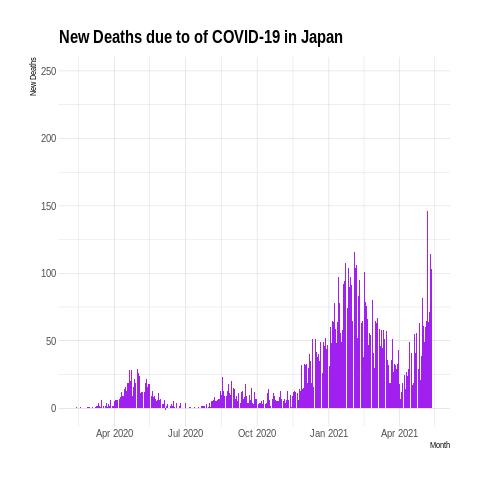 New Deaths due to of COVID-19 in Japan
New Deaths
250
200
150
100
50
0
Apr 2020 Jul 2020 Oct 2020 Jan 2021 Apr 2021
Month